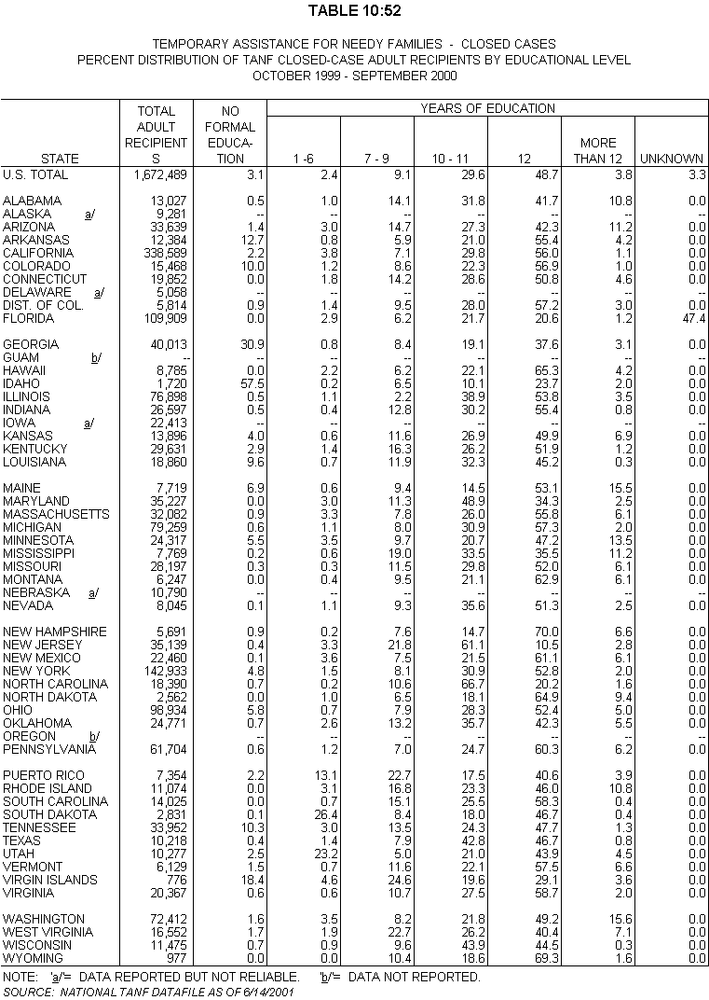 TABLE 10:52
TEMPORARY ASSISTANCE FOR NEEDY FAMILIES - CLOSED CASES
PERCENT DISTRIBUTION OF TANF CLOSED-CASE ADULT RECIPIENTS BY EDUCATIONAL LEVEL
OCTOBER 1999 - SEPTEMBER 2000
TOTAL NO YEARS OF EDUCATION
ADULT FORMAL
RECIPIENT EDUCA- MORE
STATE S TION 1 -6 7 - 9 10 - 11 12 THAN 12 UNKNOWN
U.S. TOTAL 1,672,489 3.1 2.4 9.1 29.6 48.7 3.8 3.3
ALABAMA 13,027 0.5 1.0 14.1 31.8 41.7 10.8 0.0
ALASKA a/ 9,281 -- -- -- -- -- -- --
ARIZONA 33,639 1.4 3.0 14.7 27.3 42.3 11.2 0.0
ARKANSAS 12,384 12.7 0.8 5.9 21.0 55.4 4.2 0.0
CALIFORNIA 338,589 2.2 3.8 7.1 29.8 56.0 1.1 0.0
COLORADO 15,468 10.0 1.2 8.6 22.3 56.9 1.0 0.0
CONNECTICUT 19,852 0.0 1.8 14.2 28.6 50.8 4.6 0.0
DELAWARE a/ 5,058 -- -- -- -- -- -- --
DIST. OF COL. 5,814 0.9 1.4 9.5 28.0 57.2 3.0 0.0
FLORIDA 109,909 0.0 2.9 6.2 21.7 20.6 1.2 47.4
GEORGIA 40,013 30.9 0.8 8.4 19.1 37.6 3.1 0.0
GUAM b/ -- -- -- -- -- -- -- --
HAWAII 8,785 0.0 2.2 6.2 22.1 65.3 4.2 0.0
IDAHO 1,720 57.5 0.2 6.5 10.1 23.7 2.0 0.0
ILLINOIS 76,898 0.5 1.1 2.2 38.9 53.8 3.5 0.0
INDIANA 26,597 0.5 0.4 12.8 30.2 55.4 0.8 0.0
IOWA a/ 22,413 -- -- -- -- -- -- --
KANSAS 13,896 4.0 0.6 11.6 26.9 49.9 6.9 0.0
KENTUCKY 29,631 2.9 1.4 16.3 26.2 51.9 1.2 0.0
LOUISIANA 18,860 9.6 0.7 11.9 32.3 45.2 0.3 0.0
MAINE 7,719 6.9 0.6 9.4 14.5 53.1 15.5 0.0
MARYLAND 35,227 0.0 3.0 11.3 48.9 34.3 2.5 0.0
MASSACHUSETTS 32,082 0.9 3.3 7.8 26.0 55.8 6.1 0.0
MICHIGAN 79,259 0.6 1.1 8.0 30.9 57.3 2.0 0.0
MINNESOTA 24,317 5.5 3.5 9.7 20.7 47.2 13.5 0.0
MISSISSIPPI 7,769 0.2 0.6 19.0 33.5 35.5 11.2 0.0
MISSOURI 28,197 0.3 0.3 11.5 29.8 52.0 6.1 0.0
MONTANA 6,247 0.0 0.4 9.5 21.1 62.9 6.1 0.0
NEBRASKA a/ 10,790 -- -- -- -- -- -- --
NEVADA 8,045 0.1 1.1 9.3 35.6 51.3 2.5 0.0
NEW HAMPSHIRE 5,691 0.9 0.2 7.6 14.7 70.0 6.6 0.0
NEW JERSEY 35,139 0.4 3.3 21.8 61.1 10.5 2.8 0.0
NEW MEXICO 22,460 0.1 3.6 7.5 21.5 61.1 6.1 0.0
NEW YORK 142,933 4.8 1.5 8.1 30.9 52.8 2.0 0.0
NORTH CAROLINA 18,390 0.7 0.2 10.6 66.7 20.2 1.6 0.0
NORTH DAKOTA 2,562 0.0 1.0 6.5 18.1 64.9 9.4 0.0
OHIO 98,934 5.8 0.7 7.9 28.3 52.4 5.0 0.0
OKLAHOMA 24,771 0.7 2.6 13.2 35.7 42.3 5.5 0.0
OREGON b/ -- -- -- -- -- -- -- --
PENNSYLVANIA 61,704 0.6 1.2 7.0 24.7 60.3 6.2 0.0
PUERTO RICO 7,354 2.2 13.1 22.7 17.5 40.6 3.9 0.0
RHODE ISLAND 11,074 0.0 3.1 16.8 23.3 46.0 10.8 0.0
SOUTH CAROLINA 14,025 0.0 0.7 15.1 25.5 58.3 0.4 0.0
SOUTH DAKOTA 2,831 0.1 26.4 8.4 18.0 46.7 0.4 0.0
TENNESSEE 33,952 10.3 3.0 13.5 24.3 47.7 1.3 0.0
TEXAS 10,218 0.4 1.4 7.9 42.8 46.7 0.8 0.0
UTAH 10,277 2.5 23.2 5.0 21.0 43.9 4.5 0.0
VERMONT 6,129 1.5 0.7 11.6 22.1 57.5 6.6 0.0
VIRGIN ISLANDS 776 18.4 4.6 24.6 19.6 29.1 3.6 0.0
VIRGINIA 20,367 0.6 0.6 10.7 27.5 58.7 2.0 0.0
WASHINGTON 72,412 1.6 3.5 8.2 21.8 49.2 15.6 0.0
WEST VIRGINIA 16,552 1.7 1.9 22.7 26.2 40.4 7.1 0.0
WISCONSIN 11,475 0.7 0.9 9.6 43.9 44.5 0.3 0.0
WYOMING 977 0.0 0.0 10.4 18.6 69.3 1.6 0.0
NOTE: 'a/'= DATA REPORTED BUT NOT RELIABLE. 'b/'= DATA NOT REPORTED.
SOURCE: NATIONAL TANF DATAFILE AS OF 6/14/2001